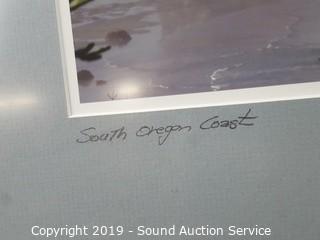 South Oregon Coast
Copyright 2019 - Sound Auction Service